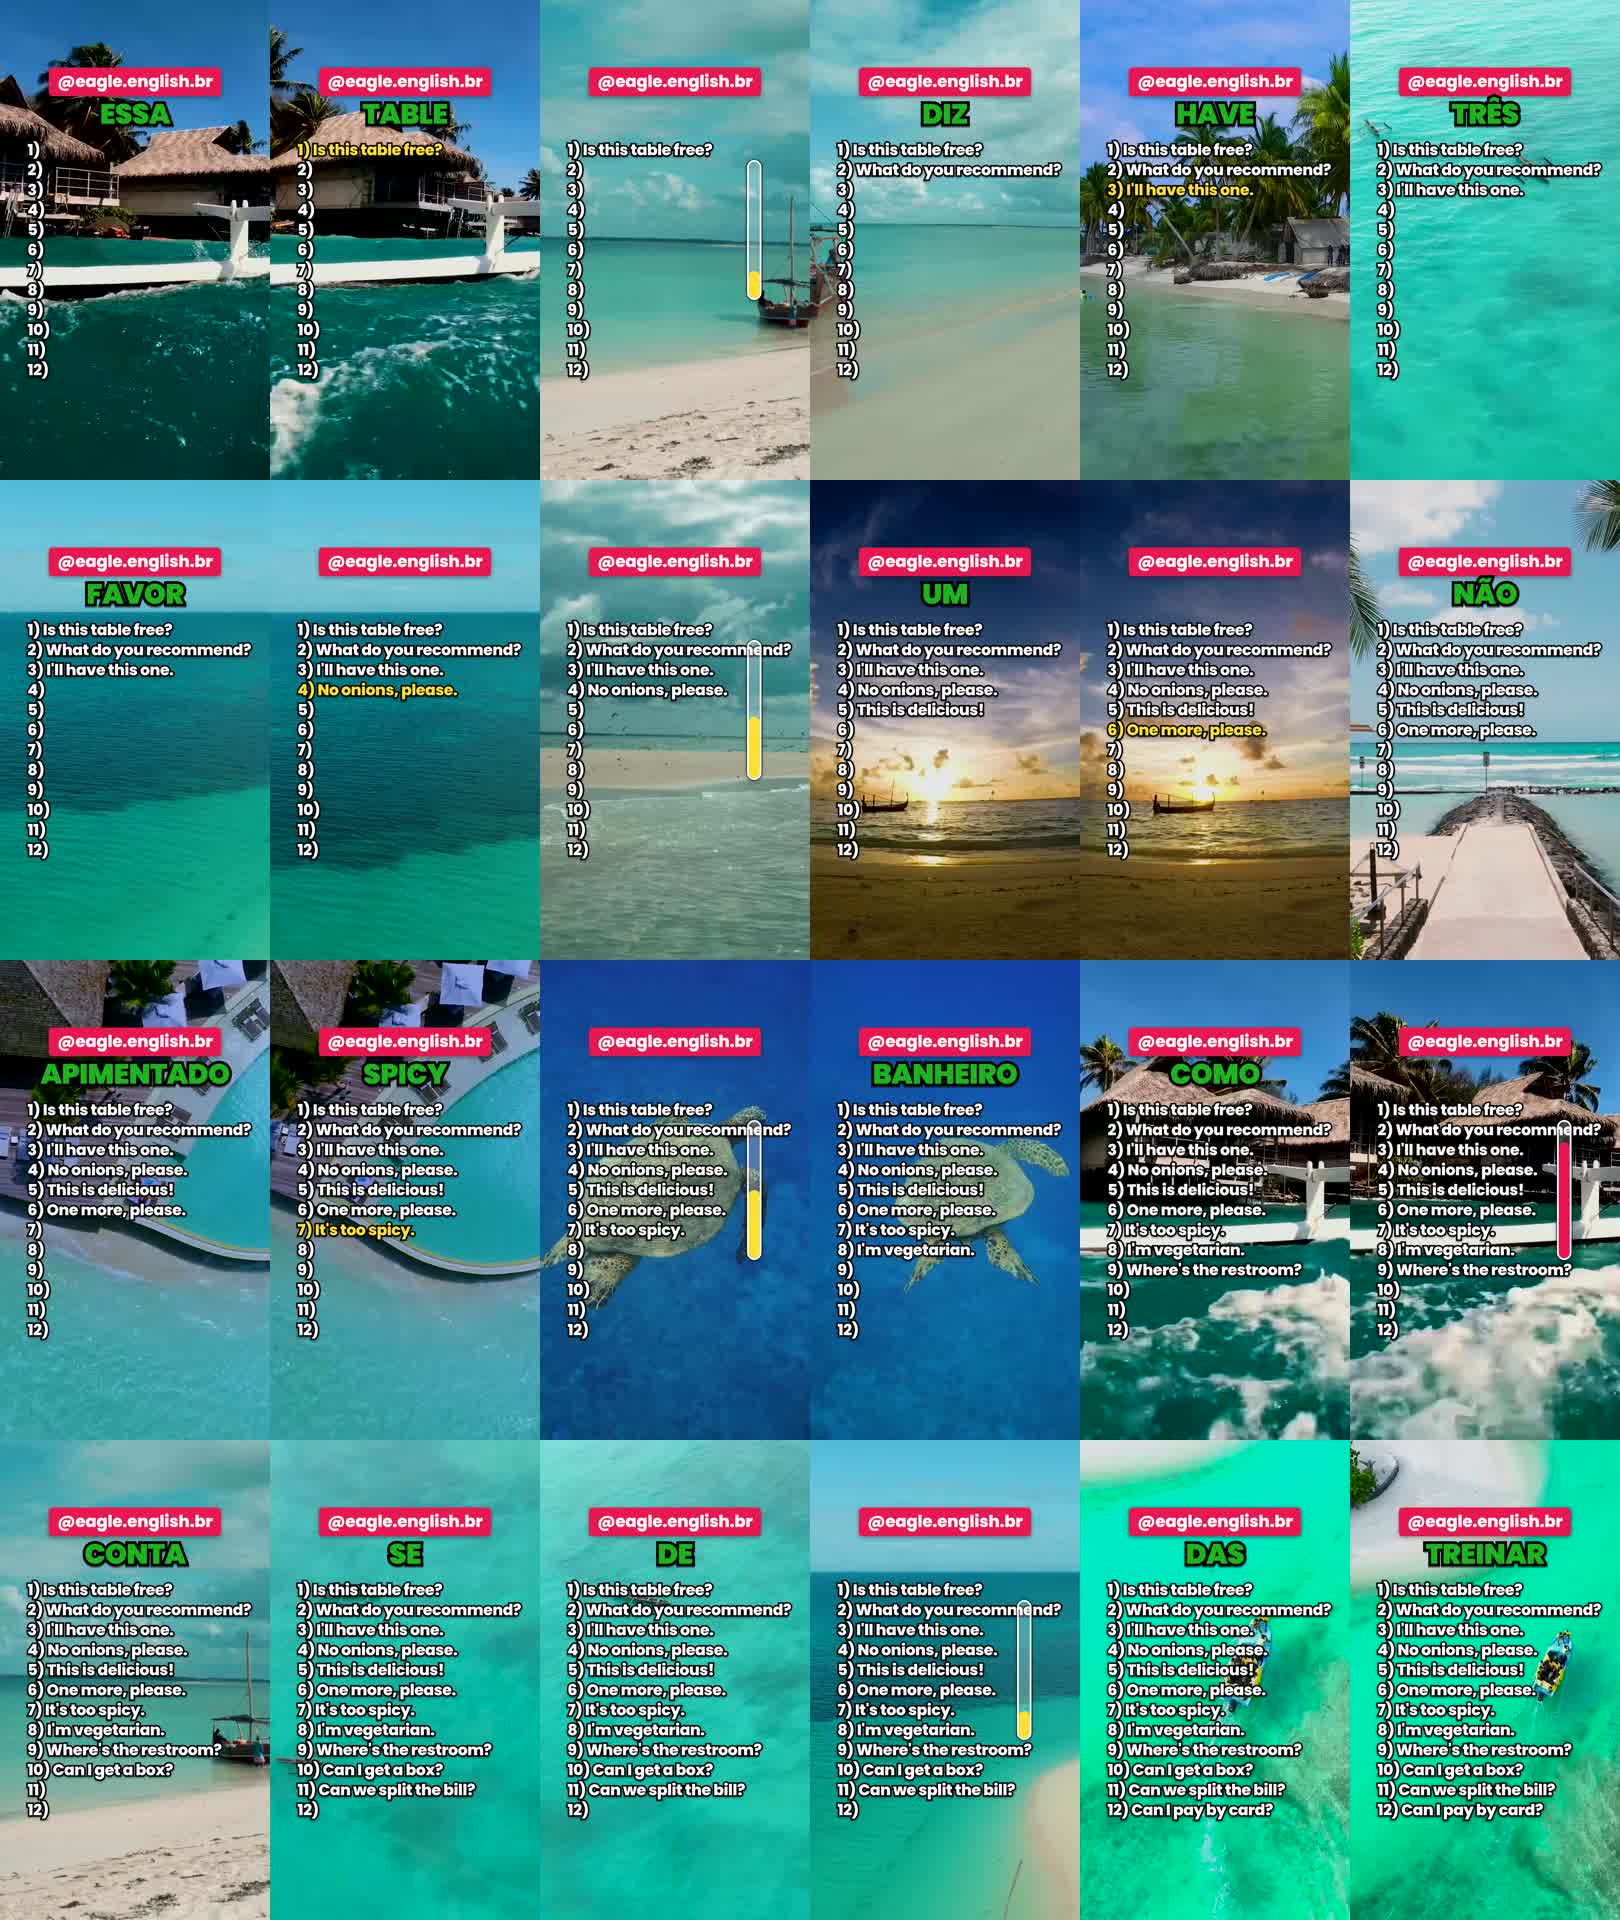 @eagle.english.br
ESSA
1)
2)
3)
4)
5)
6)
7)
8)
9)
10)
11)
12)
@eagle.english.br
TABLE
1) Is this table free?
2)
3)
4)
5)
6)
7)
8)
9)
10)
11)
12)
@eagle.english.br
1) Is this table free?
2)
3)
4)
5)
6)
7)
8)
9)
10)
11)
12)
@eagle.english.br
DIZ
1) Is this table free?
2) What do you recommend?
3)
4)
5)
6)
7)
8)
9)
10)
11)
12)
@eagle.english.br
HAVE
1) Is this table free?
2) What do you recommend?
3) I'll have this one.
4)
5)
6)
7)
8)
9)
10)
11)
12)
@eagle.english.br
TRÊS
1) Is this table free?
2) What do you recommend?
3) I'll have this one.
4)
5)
6)
7)
8)
9)
10)
11)
12)
@eagle.english.br
FAVOR
1) Is this table free?
2) What do you recommend?
3) I'll have this one.
4)
5)
6)
7)
8)
9)
10)
11)
12)
@eagle.english.br
1) Is this table free?
2) What do you recommend?
3) I'll have this one.
4) No onions, please.
5)
6)
7)
8)
9)
10)
11)
12)
@eagle.english.br
1) Is this table free?
2) What do you recommend?
3) I'll have this one.
4) No onions, please.
5)
6)
7)
8)
9)
10)
11)
12)
@eagle.english.br
UM
1) Is this table free?
2) What do you recommend?
3) I'll have this one.
4) No onions, please.
5) This is delicious!
6)
7)
8)
9)
10)
11)
12)
@eagle.english.br
1) Is this table free?
2) What do you recommend?
3) I'll have this one.
4) No onions, please.
5) This is delicious!
6) One more, please.
7)
8)
9)
10)
11)
12)
@eagle.english.br
NÃO
1) Is this table free?
2) What do you recommend?
3) I'll have this one.
4) No onions, please.
5) This is delicious!
6) One more, please.
7)
8)
9)
10)
11)
12)
@eagle.english.br
APIMENTADO
1) Is this table free?
2) What do you recommend?
3) I'll have this one.
4) No onions, please.
5) This is delicious!
6) One more, please.
7)
8)
9)
10)
11)
12)
@eagle.english.br
SPICY
1) Is this table free?
2) What do you recommend?
3) I'll have this one.
4) No onions, please.
5) This is delicious!
6) One more, please.
7) It's too spicy.
8)
9)
10)
11)
12)
@eagle.english.br
1) Is this table free?
2) What do you recommend?
3) I'll have this one.
4) No onions, please.
5) This is delicious!
6) One more, please.
7) It's too spicy.
8)
9)
10)
11)
12)
@eagle.english.br
BANHEIRO
1) Is this table free?
2) What do you recommend?
3) I'll have this one.
4) No onions, please.
5) This is delicious!
6) One more, please.
7) It's too spicy.
8) I'm vegetarian.
9)
10)
11)
12)
@eagle.english.br
COMO
1) Is this table free?
2) What do you recommend?
3) I'll have this one.
4) No onions, please.
5) This is delicious!
6) One more, please.
7) It's too spicy.
8) I'm vegetarian.
9) Where's the restroom?
10)
11)
12)
@eagle.english.br
1) Is this table free?
2) What do you recommend?
3) I'll have this one.
4) No onions, please.
5) This is delicious!
6) One more, please.
7) It's too spicy.
8) I'm vegetarian.
9) Where's the restroom?
10)
11)
12)
@eagle.english.br
CONTA
1) Is this table free?
2) What do you recommend?
3) I'll have this one.
4) No onions, please.
5) This is delicious!
6) One more, please.
7) It's too spicy.
8) I'm vegetarian.
9) Where's the restroom?
10) Can I get a box?
11)
12)
@eagle.english.br
SE
1) Is this table free?
2) What do you recommend?
3) I'll have this one.
4) No onions, please.
5) This is delicious!
6) One more, please.
7) It's too spicy.
8) I'm vegetarian.
9) Where's the restroom?
10) Can I get a box?
11) Can we split the bill?
12)
@eagle.english.br
DE
1) Is this table free?
2) What do you recommend?
3) I'll have this one.
4) No onions, please.
5) This is delicious!
6) One more, please.
7) It's too spicy.
8) I'm vegetarian.
9) Where's the restroom?
10) Can I get a box?
11) Can we split the bill?
12)
@eagle.english.br
1) Is this table free?
2) What do you recommend?
3) I'll have this one.
4) No onions, please.
5) This is delicious!
6) One more, please.
7) It's too spicy.
8) I'm vegetarian.
9) Where's the restroom?
10) Can I get a box?
11) Can we split the bill?
12)
@eagle.english.br
DAS
1) Is this table free?
2) What do you recommend?
3) I'll have this one.
4) No onions, please.
5) This is delicious!
6) One more, please.
7) It's too spicy.
8) I'm vegetarian.
9) Where's the restroom?
10) Can I get a box?
11) Can we split the bill?
12) Can I pay by card?
@eagle.english.br
TREINAR
1) Is this table free?
2) What do you recommend?
3) I'll have this one.
4) No onions, please.
5) This is delicious!
6) One more, please.
7) It's too spicy.
8) I'm vegetarian.
9) Where's the restroom?
10) Can I get a box?
11) Can we split the bill?
12) Can I pay by card?